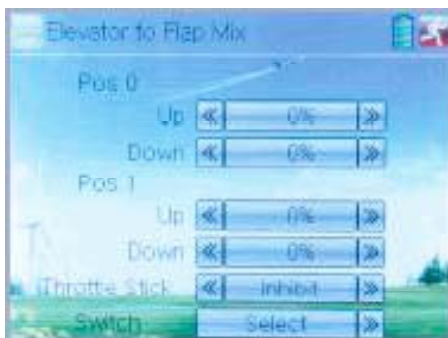 Elevator to Flap Mix
Pos 0
Up « 0% »
Down « 0% »
Pos 1
Up « 0% »
Down « 0% »
Throttle Stick « Inhibit »
Switch Select »